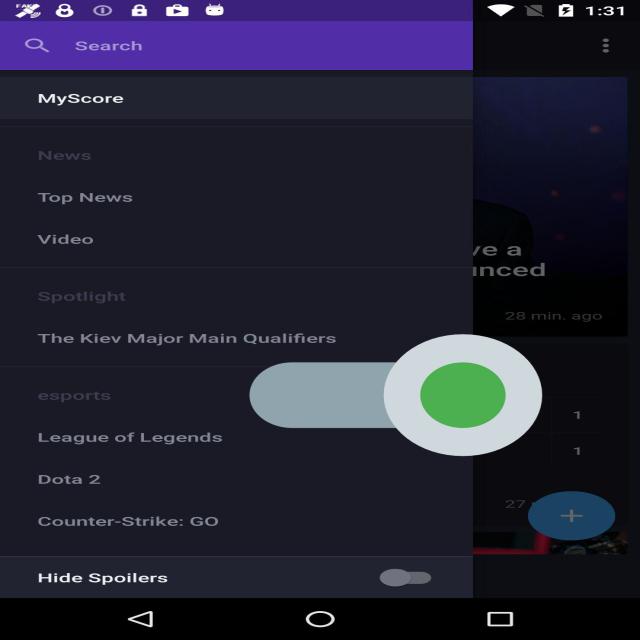 FAKE
1:31
Search
MyScore
News
Top News
Video
ve a
unced
28 min. ago
Spotlight
The Kiev Major Main Qualifiers
esports
League of Legends
1
1
Dota 2
27
Counter-Strike: GO
Hide Spoilers